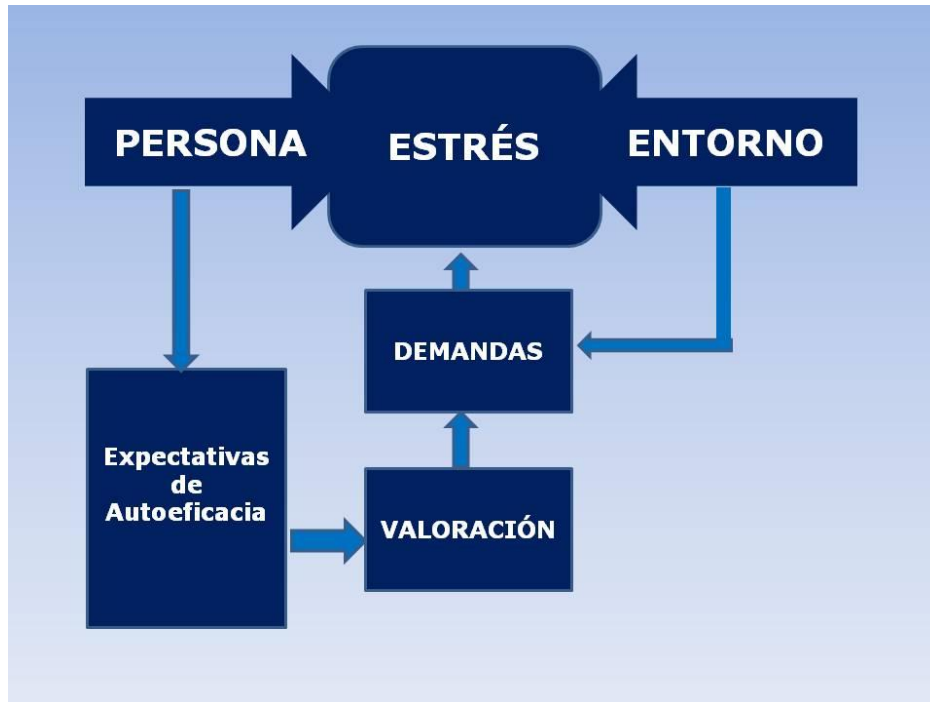 PERSONA
ESTRÉS
ENTORNO
DEMANDAS
Expectativas
de
Autoeficacia
VALORACIÓN